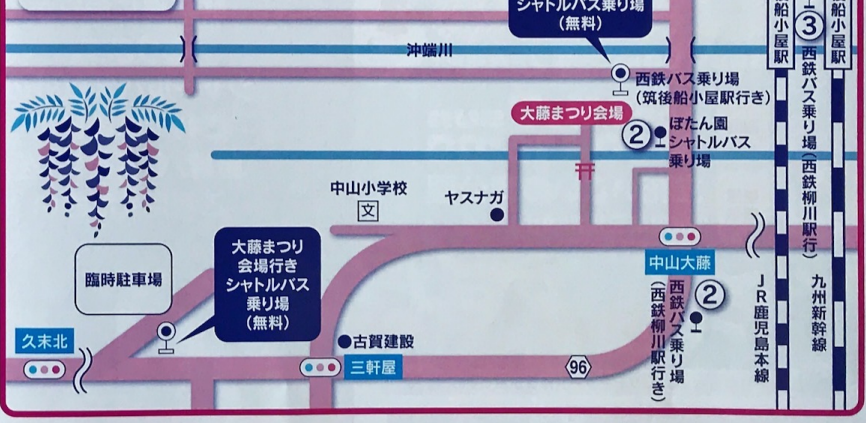 シャトルバス乗り場
(無料)
沖端川
西鉄バス乗り場
(筑後船小屋駅行き)
大藤まつり会場
②
ぼたん園
シャトルバス
乗り場
船小屋駅
③
西鉄バス乗り場(西鉄柳川駅行)
船小屋駅
中山小学校
文
ヤスナガ
大藤まつり
会場行き
シャトルバス
乗り場
(無料)
臨時駐車場
中山大藤
②
西鉄バス乗り場
(西鉄柳川駅行き)
JR鹿児島本線
九州新幹線
久末北
古賀建設
三軒屋
96